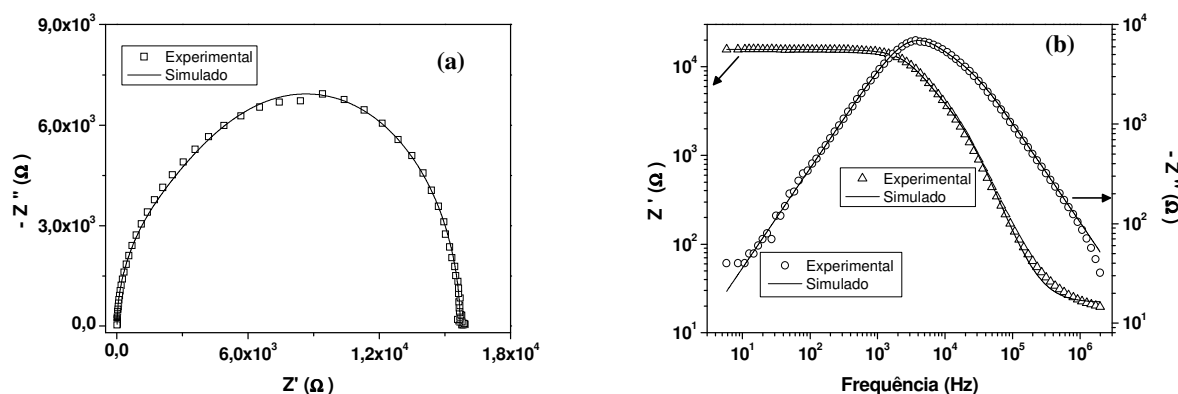 9,0x10³
6,0x10³
3,0x10³
0,0
- Z '' (Ω)
Experimental
Simulado
(a)
0,0
6,0x10³
1,2x10⁴
1,8x10⁴
Z' (Ω)
10⁴
10³
10²
10¹
Z ' (Ω)
(b)
Experimental
Simulado
Experimental
Simulado
10⁴
10³
10²
10¹
- Z '' (Ω)
10¹
10²
10³
10⁴
10⁵
10⁶
Frequência (Hz)